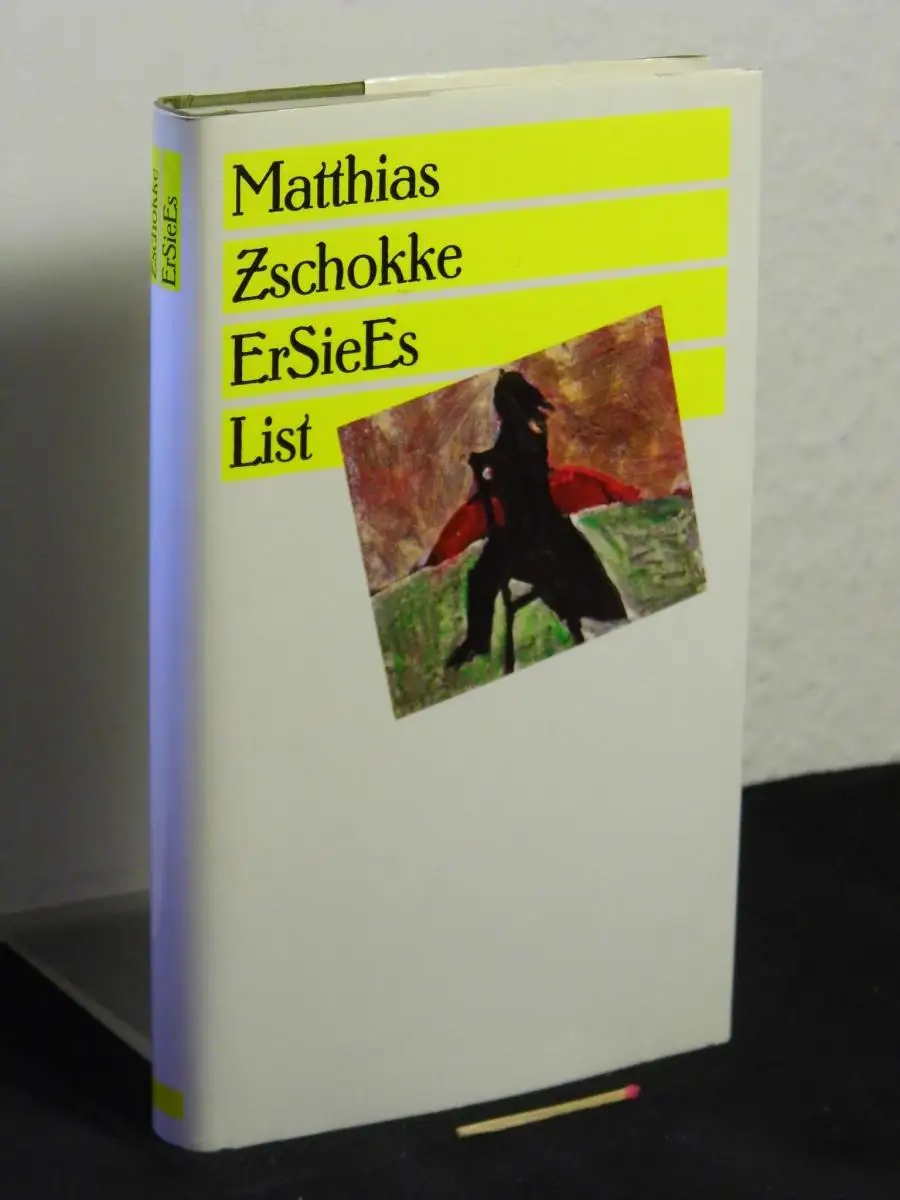 Matthias
Zschokke
ErSieEs
List
Zschokke
ErSieEs